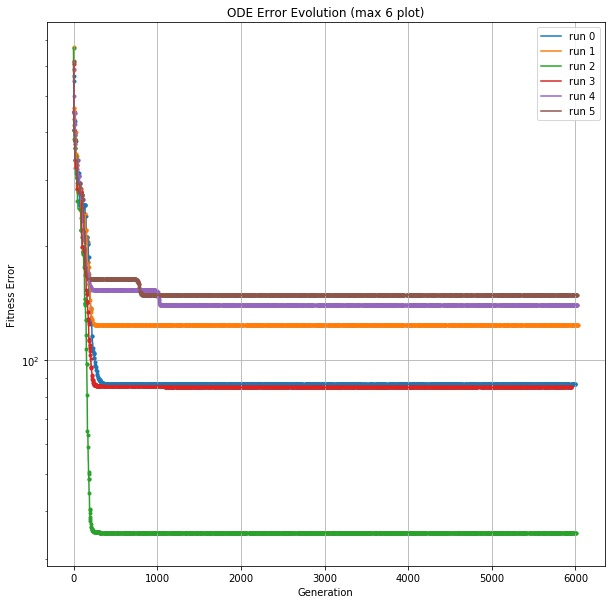 ODE Error Evolution (max 6 plot)
run 0
run 1
run 2
run 3
run 4
run 5
Fitness Error
10²
0 1000 2000 3000 4000 5000 6000
Generation